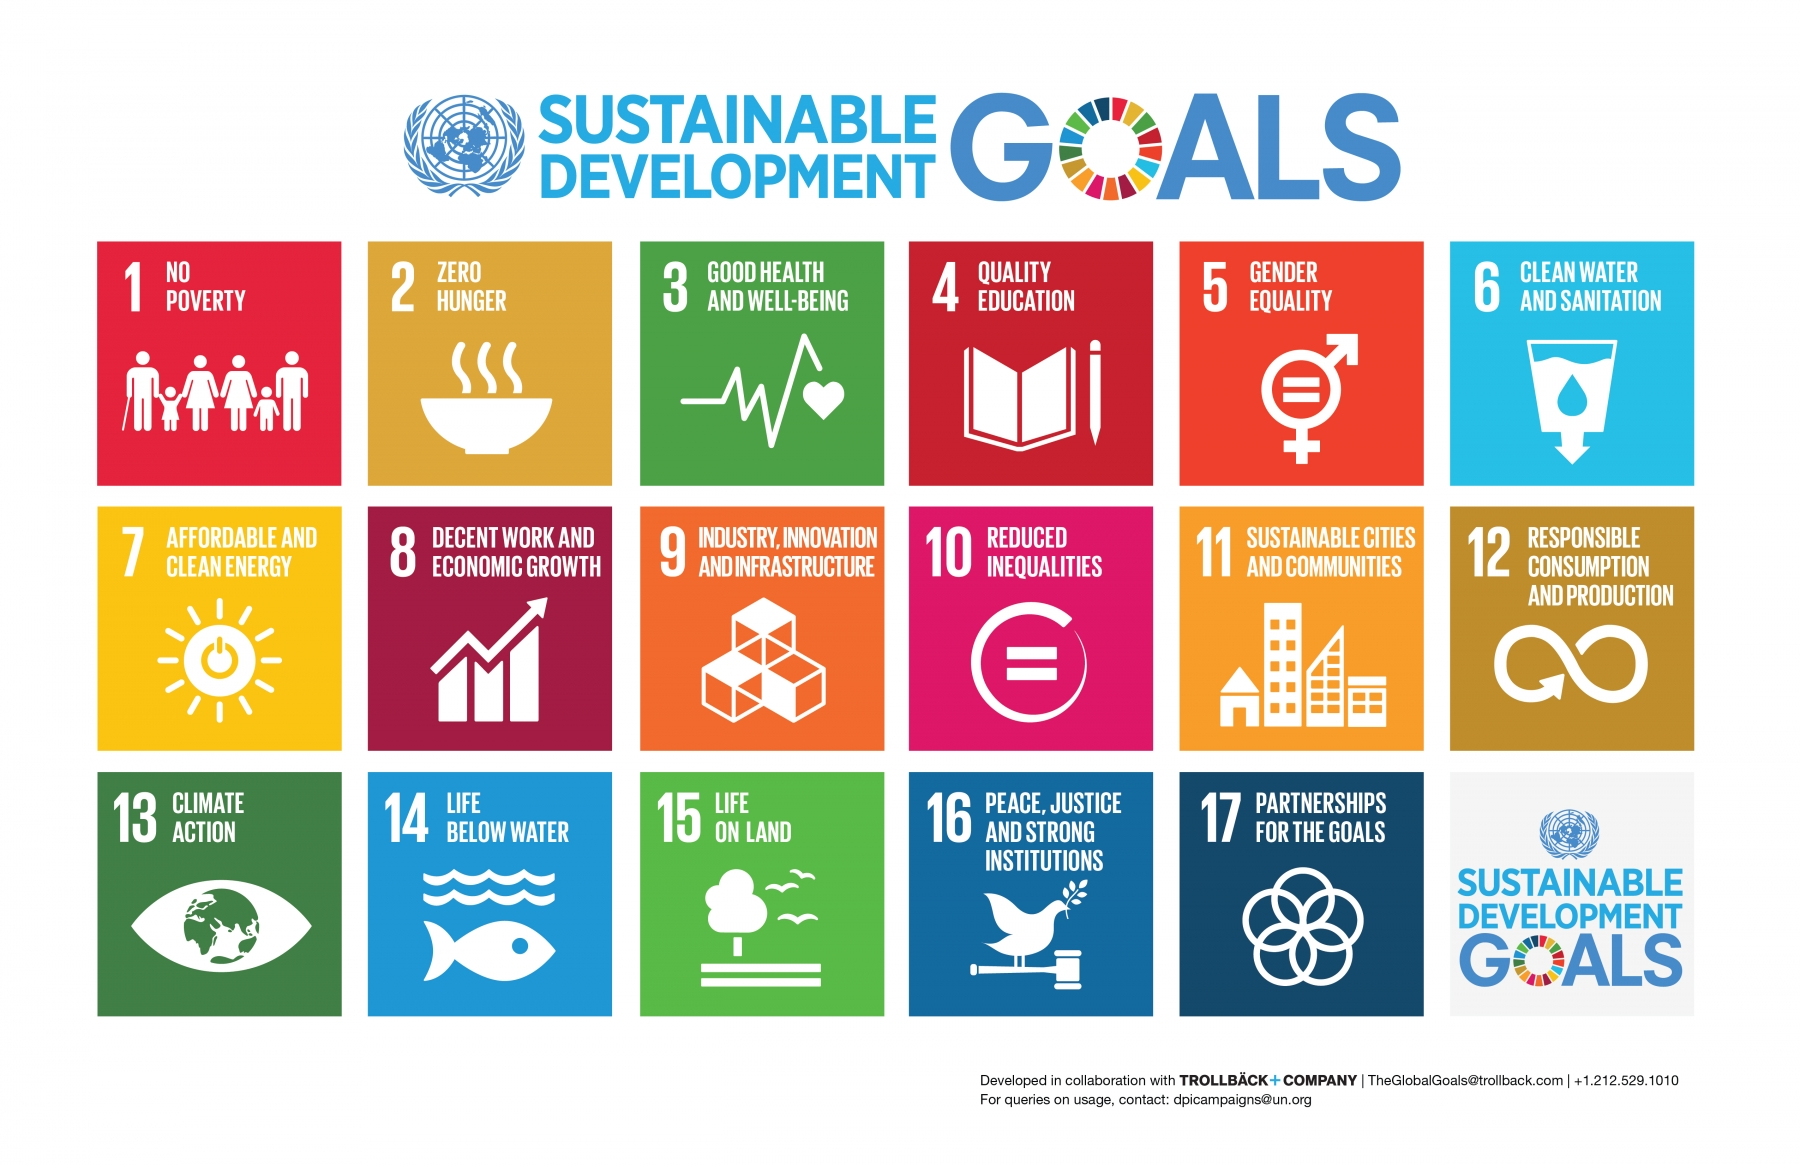 SUSTAINABLE
DEVELOPMENT
GOALS
1 NO
POVERTY
2 ZERO
HUNGER
3 GOOD HEALTH
AND WELL-BEING
4 QUALITY
EDUCATION
5 GENDER
EQUALITY
6 CLEAN WATER
AND SANITATION
7 AFFORDABLE AND
CLEAN ENERGY
8 DECENT WORK AND
ECONOMIC GROWTH
9 INDUSTRY, INNOVATION
AND INFRASTRUCTURE
10 REDUCED
INEQUALITIES
11 SUSTAINABLE CITIES
AND COMMUNITIES
12 RESPONSIBLE
CONSUMPTION
AND PRODUCTION
13 CLIMATE
ACTION
14 LIFE
BELOW WATER
15 LIFE
ON LAND
16 PEACE, JUSTICE
AND STRONG
INSTITUTIONS
17 PARTNERSHIPS
FOR THE GOALS
SUSTAINABLE
DEVELOPMENT
GOALS
Developed in collaboration with TROLLBÄCK+COMPANY | TheGlobalGoals@trollback.com | +1.212.529.1010
For queries on usage, contact: dpicampaigns@un.org